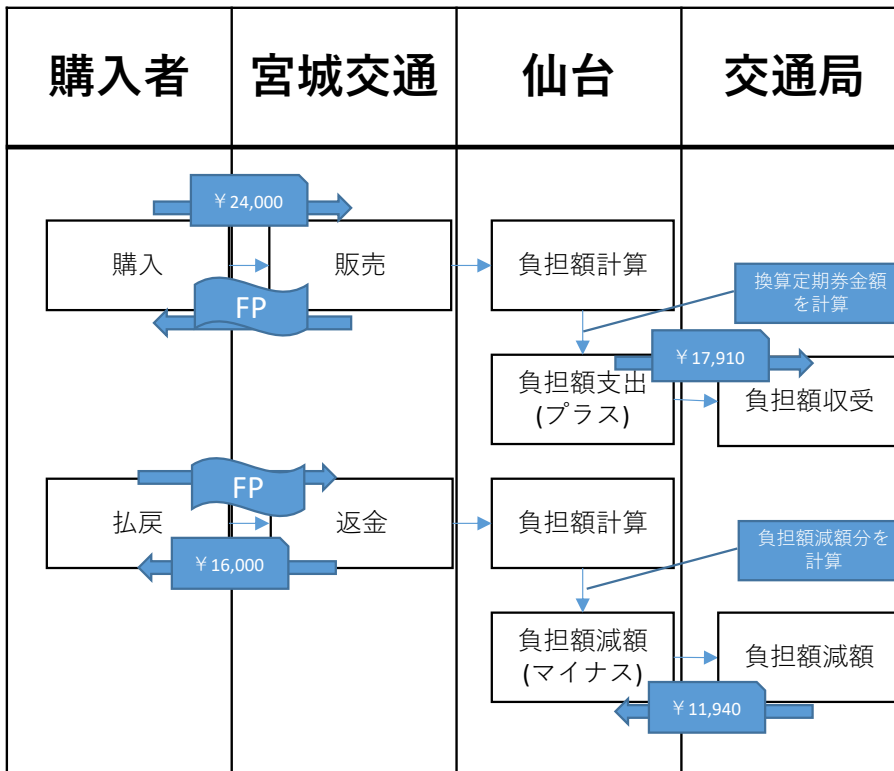 購入者 宮城交通 仙台 交通局
￥24,000
購入 販売 負担額計算
換算定期券金額
を計算
FP
￥17,910
負担額支出
(プラス)
負担額収受
FP
払戻 返金 負担額計算
負担額減額分を
計算
￥16,000
負担額減額
(マイナス)
負担額減額
￥11,940